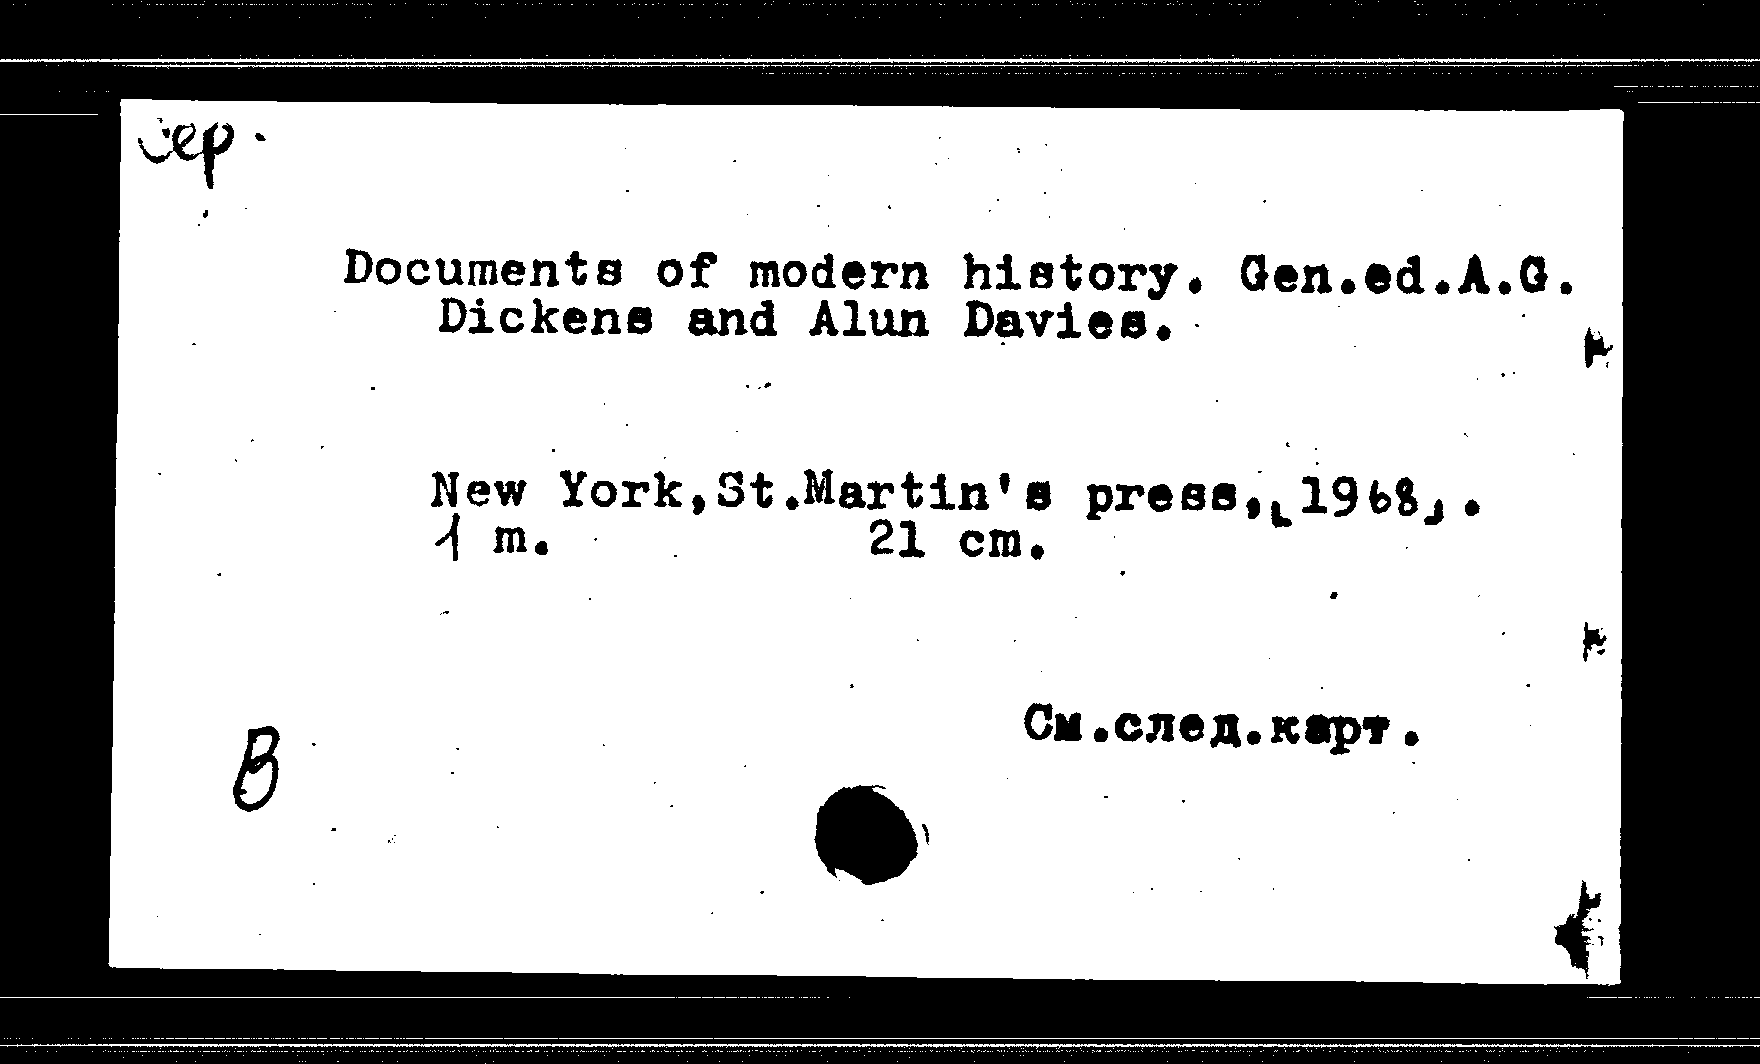 Сер.
Documents of modern history. Gen.ed.A.G.
Dickens and Alun Davies.
New York,St.Martin's press,[1968].
1 m. 21 cm.
См.след.карт.
В